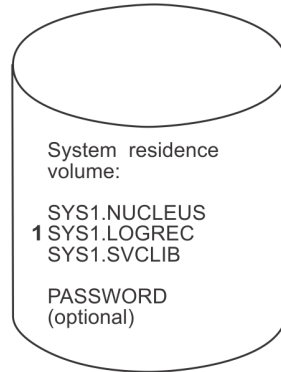 System residence
volume:
SYS1.NUCLEUS
1 SYS1.LOGREC
SYS1.SVCLIB
PASSWORD
(optional)